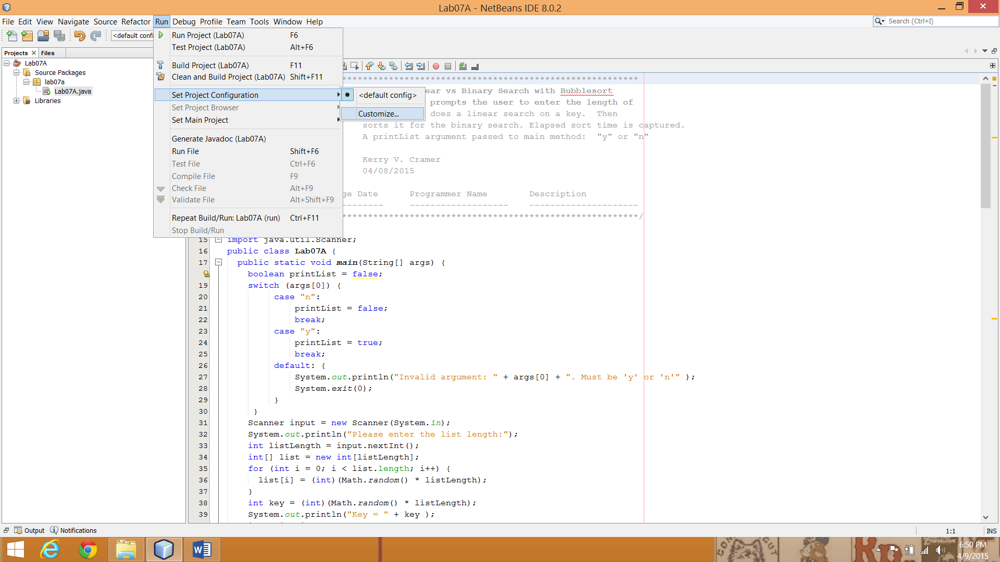 Lab07A - NetBeans IDE 8.0.2
File Edit View Navigate Source Refactor Run Debug Profile Team Tools Window Help
Search (Ctrl+I)
<default confi
Run Project (Lab07A) F6
Test Project (Lab07A) Alt+F6
Build Project (Lab07A) F11
Clean and Build Project (Lab07A) Shift+F11
Set Project Configuration
Set Project Browser
Set Main Project
Generate Javadoc (Lab07A)
Run File Shift+F6
Test File Ctrl+F6
Compile File F9
Check File Alt+F9
Validate File Alt+Shift+F9
Repeat Build/Run: Lab07A (run) Ctrl+F11
Stop Build/Run
<default config>
Customize...
Projects Files
Lab07A
Source Packages
lab07a
Lab07A.java
Libraries
*********************************************************
ear vs Binary Search with Bubblesort
prompts the user to enter the length of
does a linear search on a key.  Then
sorts it for the binary search. Elapsed sort time is captured.
A printList argument passed to main method:  "y" or "n"
Kerry V. Cramer
04/08/2015
ge Date Programmer Name Description
-------- ------------------- ---------------------
*********************************************************/
15 import java.util.Scanner;
16 public class Lab07A {
17 public static void main(String[] args) {
boolean printList = false;
19 switch (args[0]) {
20 case "n":
21 printList = false;
22 break;
23 case "y":
24 printList = true;
25 break;
26 default: {
27 System.out.println("Invalid argument: " + args[0] + ". Must be 'y' or 'n'" );
28 System.exit(0);
29 }
30 }
31 Scanner input = new Scanner(System.in);
32 System.out.println("Please enter the list length:");
33 int listLength = input.nextInt();
34 int[] list = new int[listLength];
35 for (int i = 0; i < list.length; i++) {
36 list[i] = (int)(Math.random() * listLength);
37 }
38 int key = (int)(Math.random() * listLength);
39 System.out.println("Key = " + key );
Output Notifications
1:1 INS
6:50 PM
4/9/2015